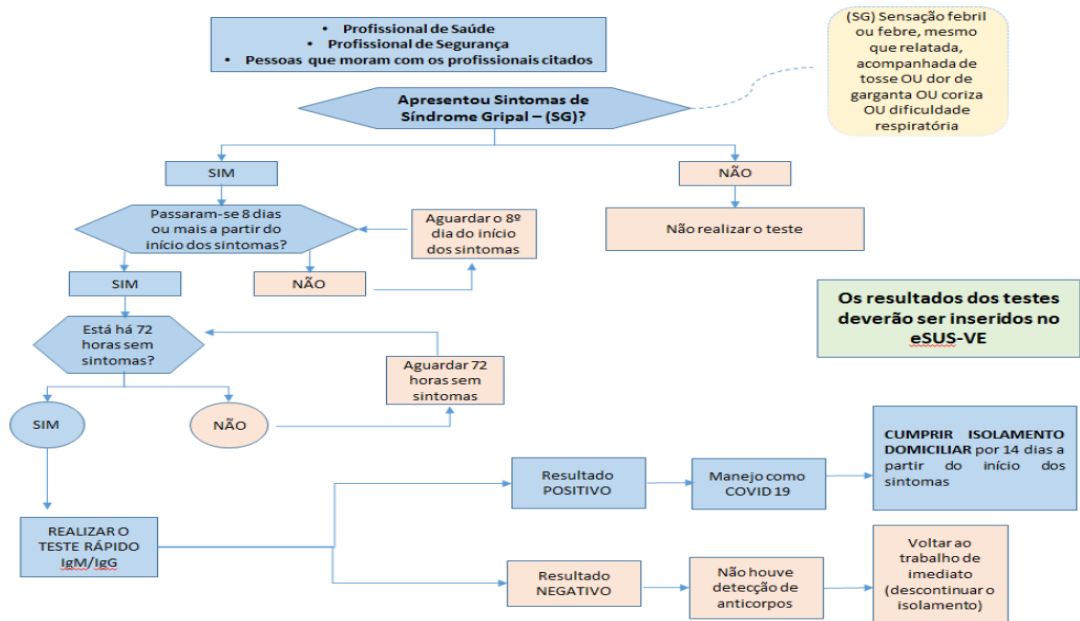 • Profissional de Saúde
• Profissional de Segurança
• Pessoas que moram com os profissionais citados
(SG) Sensação febril
ou febre, mesmo
que relatada,
acompanhada de
tosse OU dor de
garganta OU coriza
OU dificuldade
respiratória
Apresentou Sintomas de
Síndrome Gripal – (SG)?
SIM
NÃO
Passaram-se 8 dias
ou mais a partir do
início dos sintomas?
Aguardar o 8º
dia do início
dos sintomas
Não realizar o teste
SIM
NÃO
Os resultados dos testes
deverão ser inseridos no
eSUS-VE
Está há 72
horas sem
sintomas?
Aguardar 72
horas sem
sintomas
SIM
NÃO
REALIZAR O
TESTE RÁPIDO
IgM/IgG
Resultado
POSITIVO
Manejo como
COVID 19
CUMPRIR ISOLAMENTO
DOMICILIAR por 14 dias a
partir do início dos
sintomas
Resultado
NEGATIVO
Não houve
detecção de
anticorpos
Voltar ao
trabalho de
imediato
(descontinuar o
isolamento)